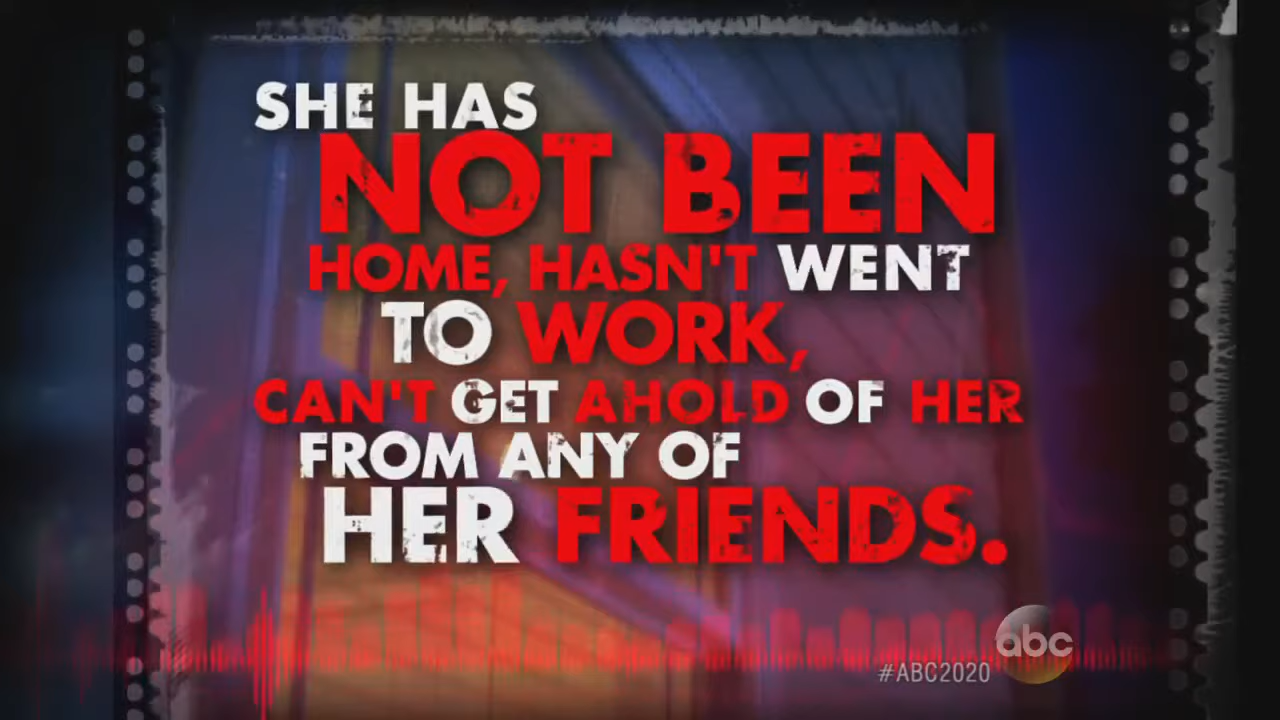 SHE HAS
NOT BEEN
HOME, HASN'T WENT
TO WORK,
CAN'T GET AHOLD OF HER
FROM ANY OF
HER FRIENDS.
abc
#ABC2020